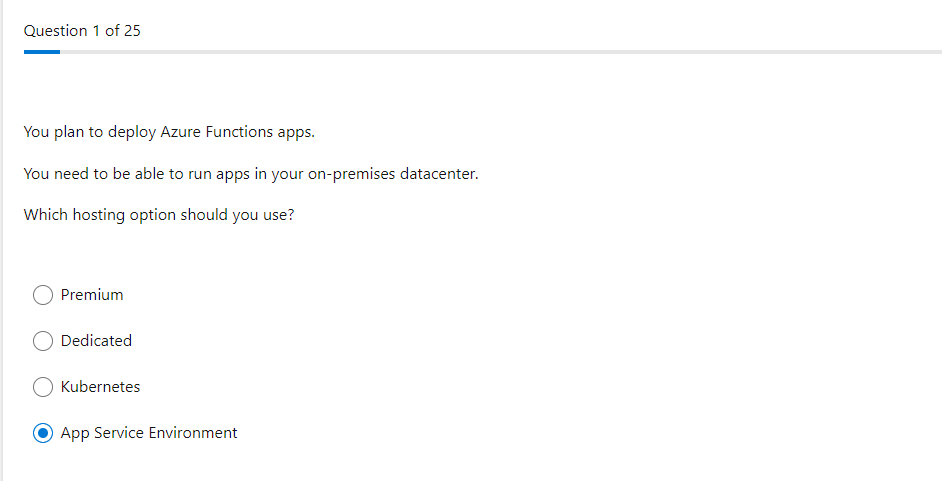 Question 1 of 25
You plan to deploy Azure Functions apps.
You need to be able to run apps in your on-premises datacenter.
Which hosting option should you use?
Premium
Dedicated
Kubernetes
App Service Environment